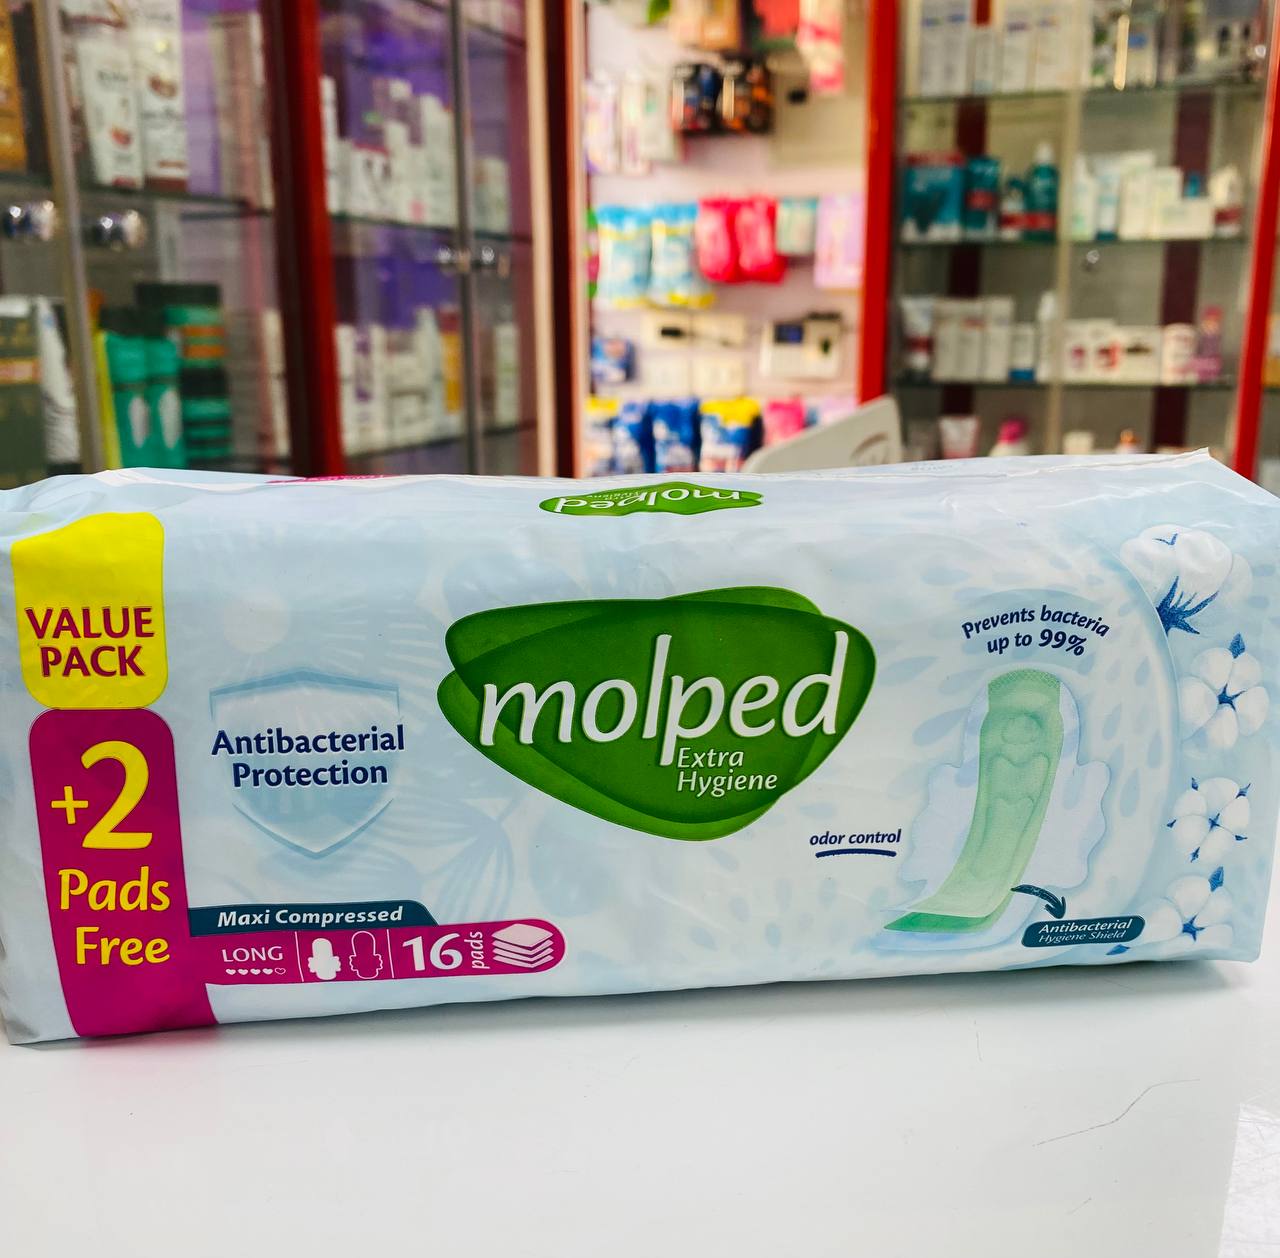 molped
VALUE
PACK
+2
Pads
Free
Antibacterial
Protection
molped
Extra
Hygiene
Prevents bacteria
up to 99%
odor control
Antibacterial
Hygiene Shield
Maxi Compressed
LONG
16 pads